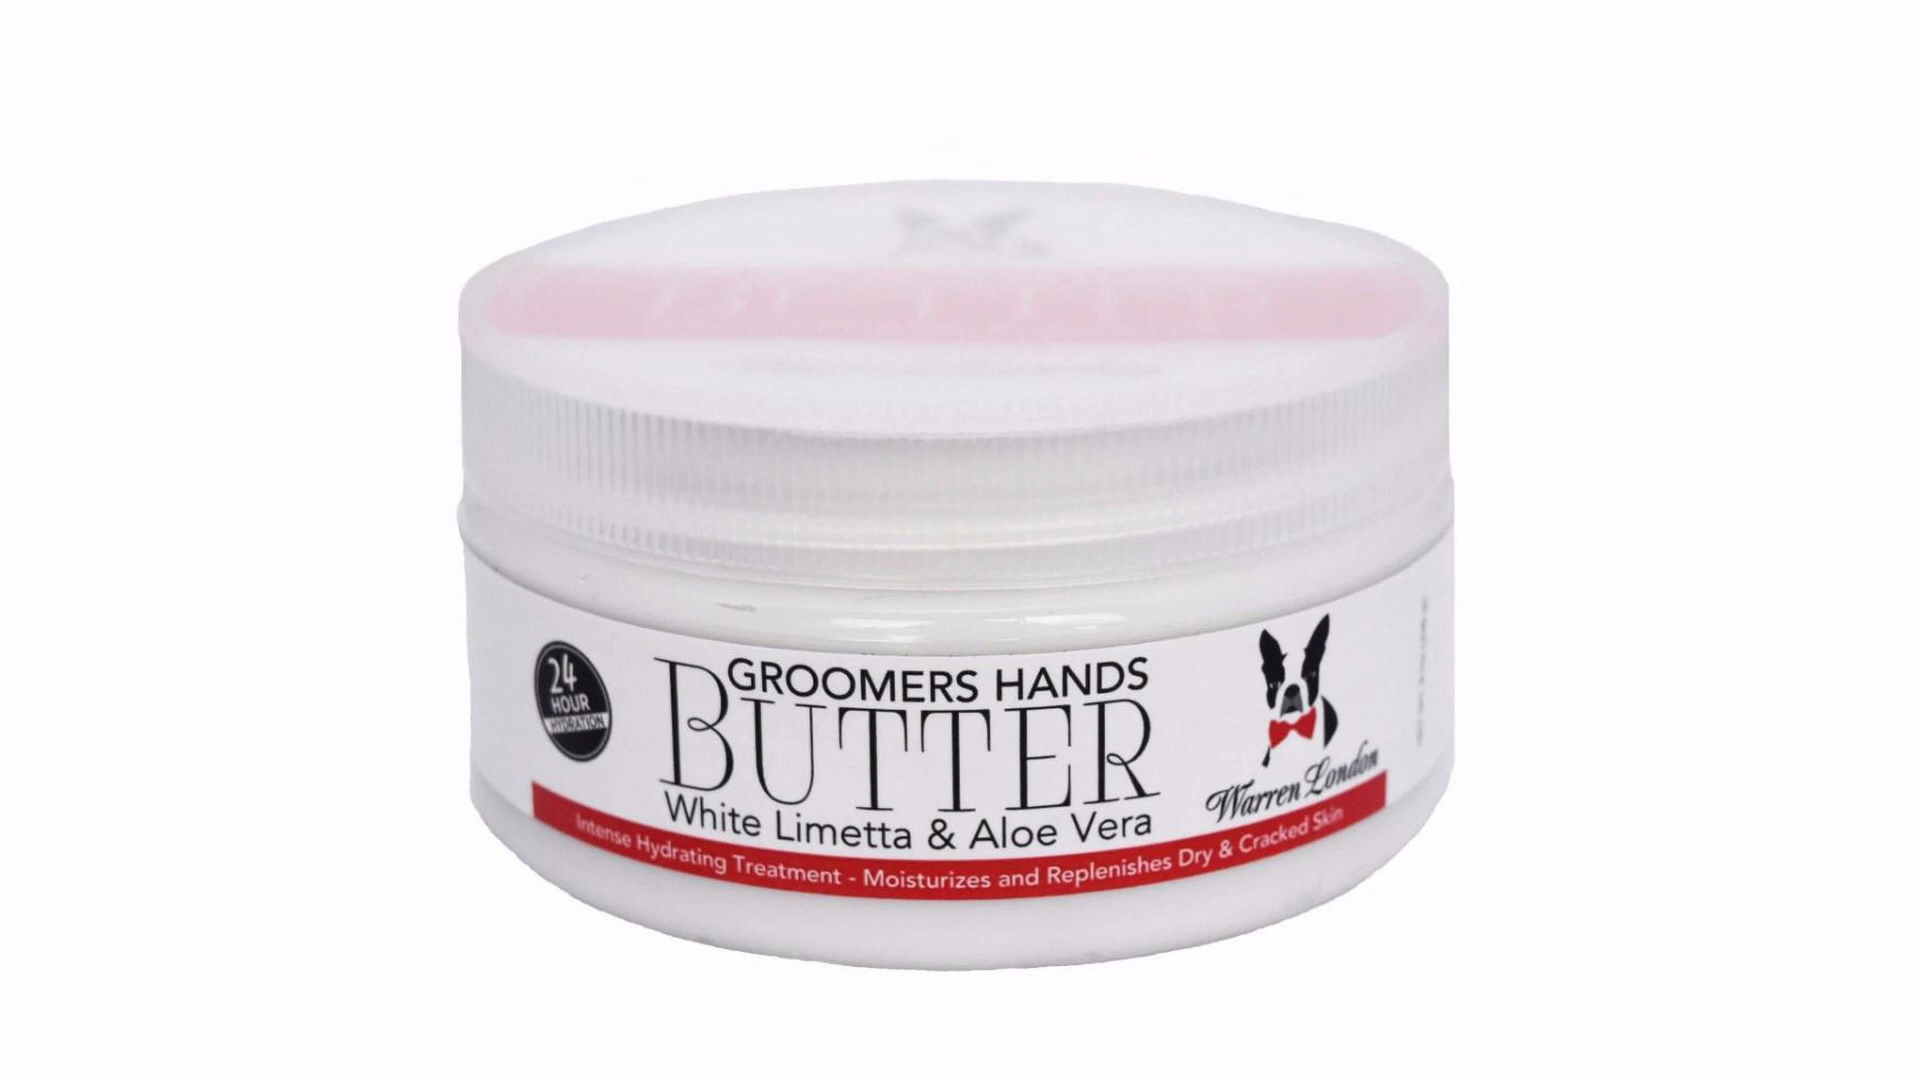 24
HOUR
HYDRATION
GROOMERS HANDS
BUTTER
White Limetta & Aloe Vera
Warren London
Intense Hydrating Treatment - Moisturizes and Replenishes Dry & Cracked Skin